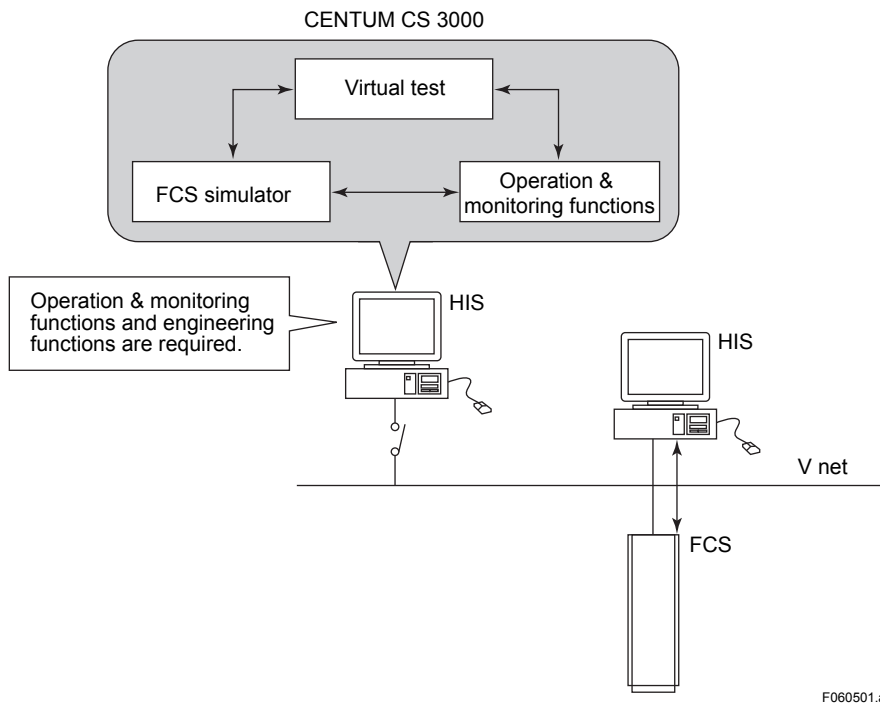 CENTUM CS 3000
Virtual test
FCS simulator
Operation &
monitoring functions
Operation & monitoring
functions and engineering
functions are required.
HIS
HIS
V net
FCS
F060501.a